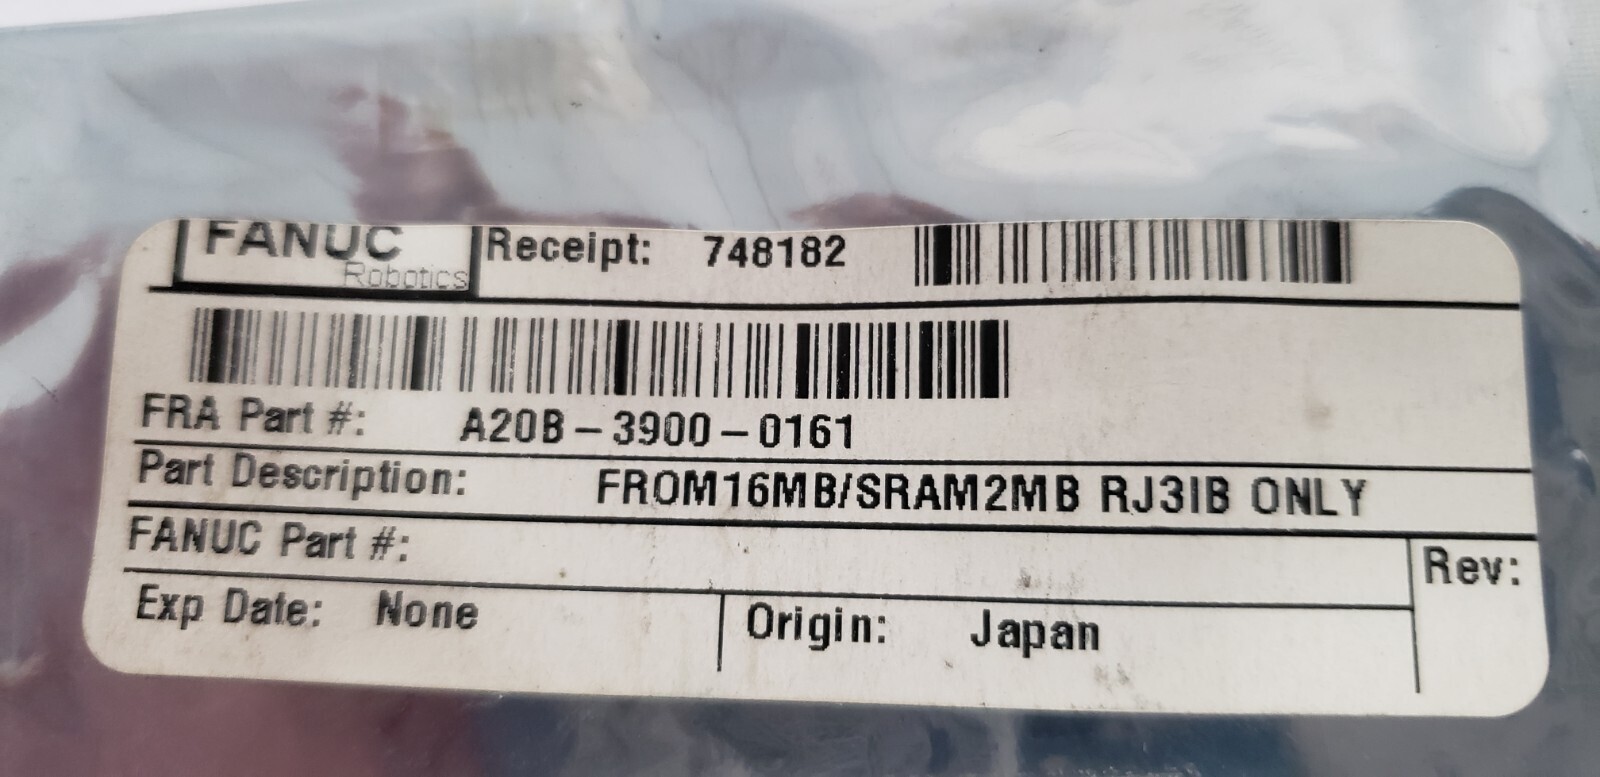 FANUC
Robotics
Receipt: 748182
FRA Part #: A20B-3900-0161
Part Description: FROM16MB/SRAM2MB RJ3IB ONLY
FANUC Part #:
Rev:
Exp Date: None
Origin: Japan